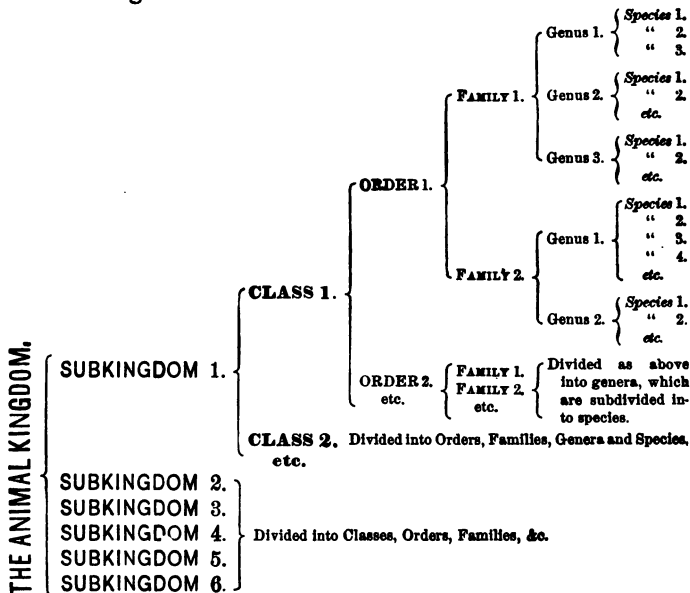 Species 1.
Genus 1. “ 2.
“ 3.
Species 1.
FAMILY 1. Genus 2. “ 2.
etc.
Species 1.
Genus 3. “ 2.
etc.
ORDER 1.
Species 1.
“ 2.
Genus 1. “ 3.
“ 4.
FAMILY 2. etc.
CLASS 1.
Species 1.
Genus 2. “ 2.
etc.
THE ANIMAL KINGDOM.
SUBKINGDOM 1.
ORDER 2.
etc.
FAMILY 1.
FAMILY 2.
etc.
Divided as above
into genera, which
are subdivided in-
to species.
CLASS 2. Divided into Orders, Families, Genera and Species,
etc.
SUBKINGDOM 2.
SUBKINGDOM 3.
SUBKINGDOM 4. Divided into Classes, Orders, Families, &c.
SUBKINGDOM 5.
SUBKINGDOM 6.